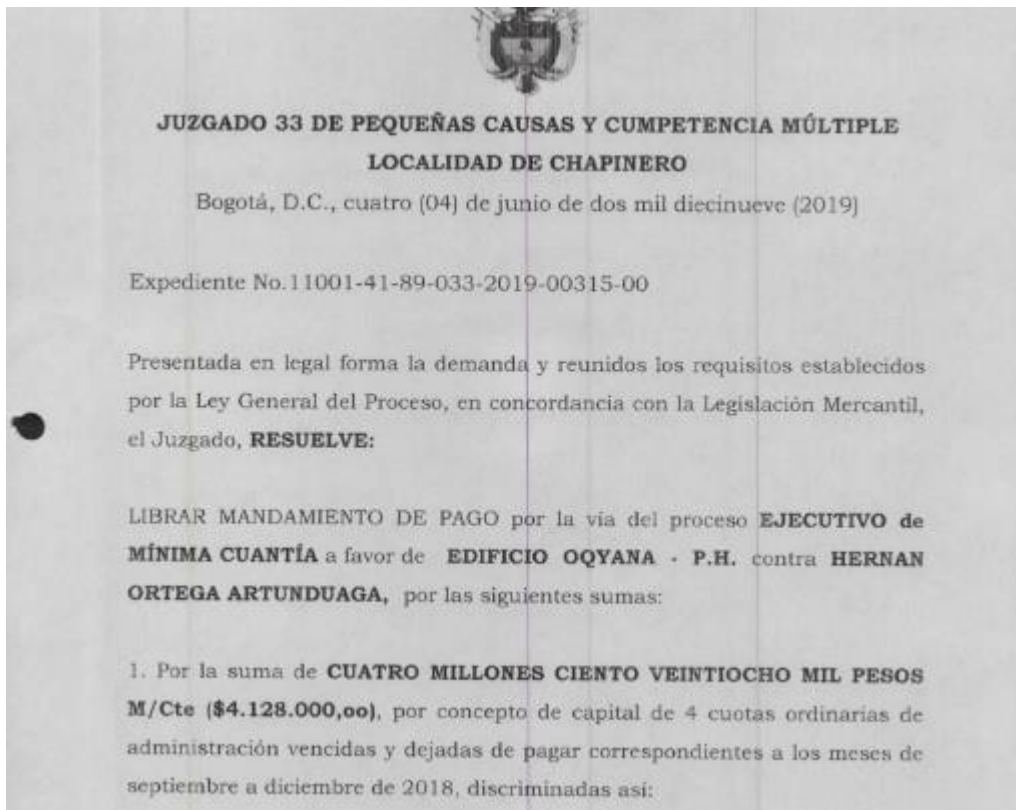 JUZGADO 33 DE PEQUEÑAS CAUSAS Y CUMPETENCIA MÚLTIPLE
LOCALIDAD DE CHAPINERO
Bogotá, D.C., cuatro (04) de junio de dos mil diecinueve (2019)
Expediente No.11001-41-89-033-2019-00315-00
Presentada en legal forma la demanda y reunidos los requisitos establecidos
por la Ley General del Proceso, en concordancia con la Legislación Mercantil,
el Juzgado, RESUELVE:
LIBRAR MANDAMIENTO DE PAGO por la vía del proceso EJECUTIVO de
MÍNIMA CUANTÍA a favor de EDIFICIO OQYANA - P.H. contra HERNAN
ORTEGA ARTUNDUAGA, por las siguientes sumas:
1. Por la suma de CUATRO MILLONES CIENTO VEINTIOCHO MIL PESOS
M/Cte ($4.128.000,oo), por concepto de capital de 4 cuotas ordinarias de
administración vencidas y dejadas de pagar correspondientes a los meses de
septiembre a diciembre de 2018, discriminadas así: